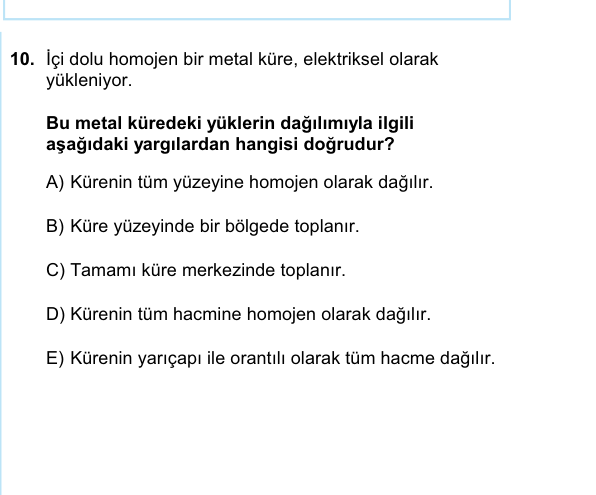 10. İçi dolu homojen bir metal küre, elektriksel olarak
yükleniyor.
Bu metal küredeki yüklerin dağılımıyla ilgili
aşağıdaki yargılardan hangisi doğrudur?
A) Kürenin tüm yüzeyine homojen olarak dağılır.
B) Küre yüzeyinde bir bölgede toplanır.
C) Tamamı küre merkezinde toplanır.
D) Kürenin tüm hacmine homojen olarak dağılır.
E) Kürenin yarıçapı ile orantılı olarak tüm hacme dağılır.